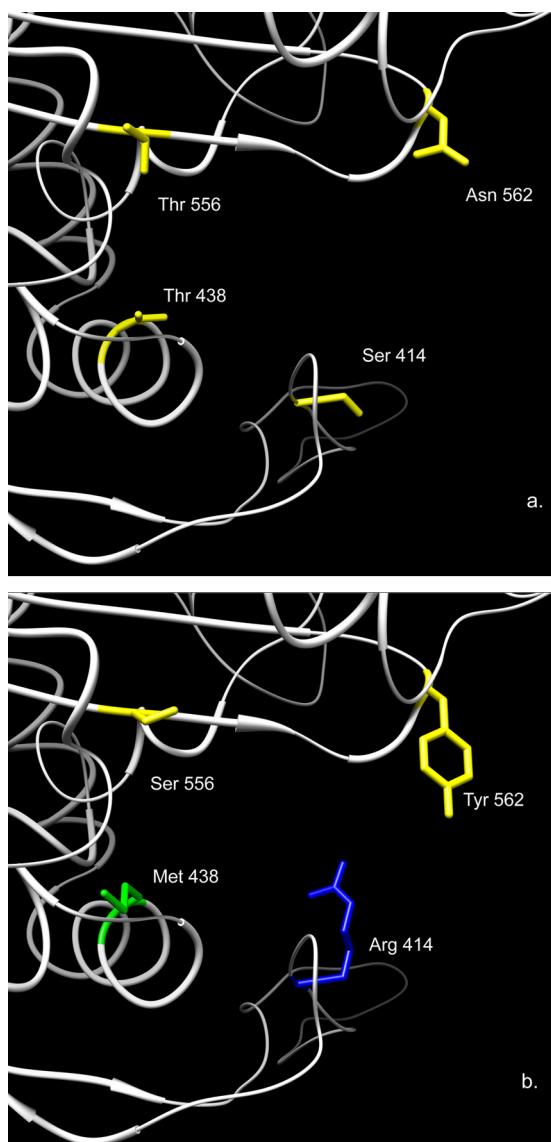 Thr 556
Asn 562
Thr 438
Ser 414
a.
Ser 556
Tyr 562
Met 438
Arg 414
b.